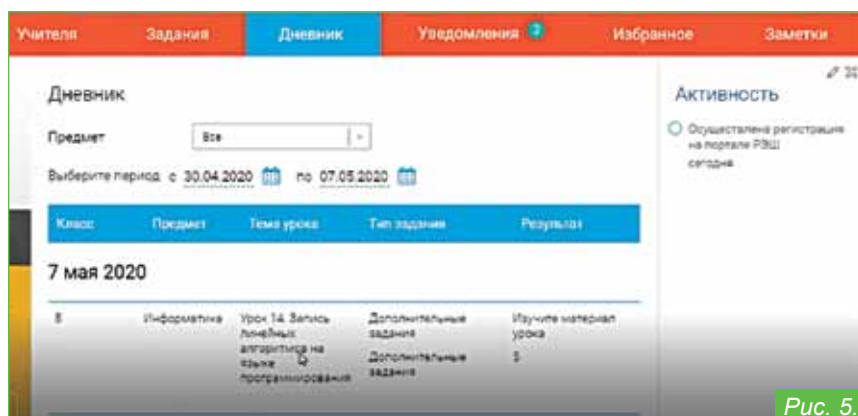 Учителя Задания Дневник Уведомления 3 Избранное Заметки
Дневник
Активность
Предмет Все
Осуществлена регистрация
на портале РЭШ
сегодня
Выберите период с 30.04.2020 по 07.05.2020
Класс Предмет Тема урока Тип задания Результат
7 мая 2020
8 Информатика Урок 14. Запись Дополнительные Изучите материал
линейных задания урока
алгоритмов на Дополнительные 5
языке задания
программирования
Рис. 5.